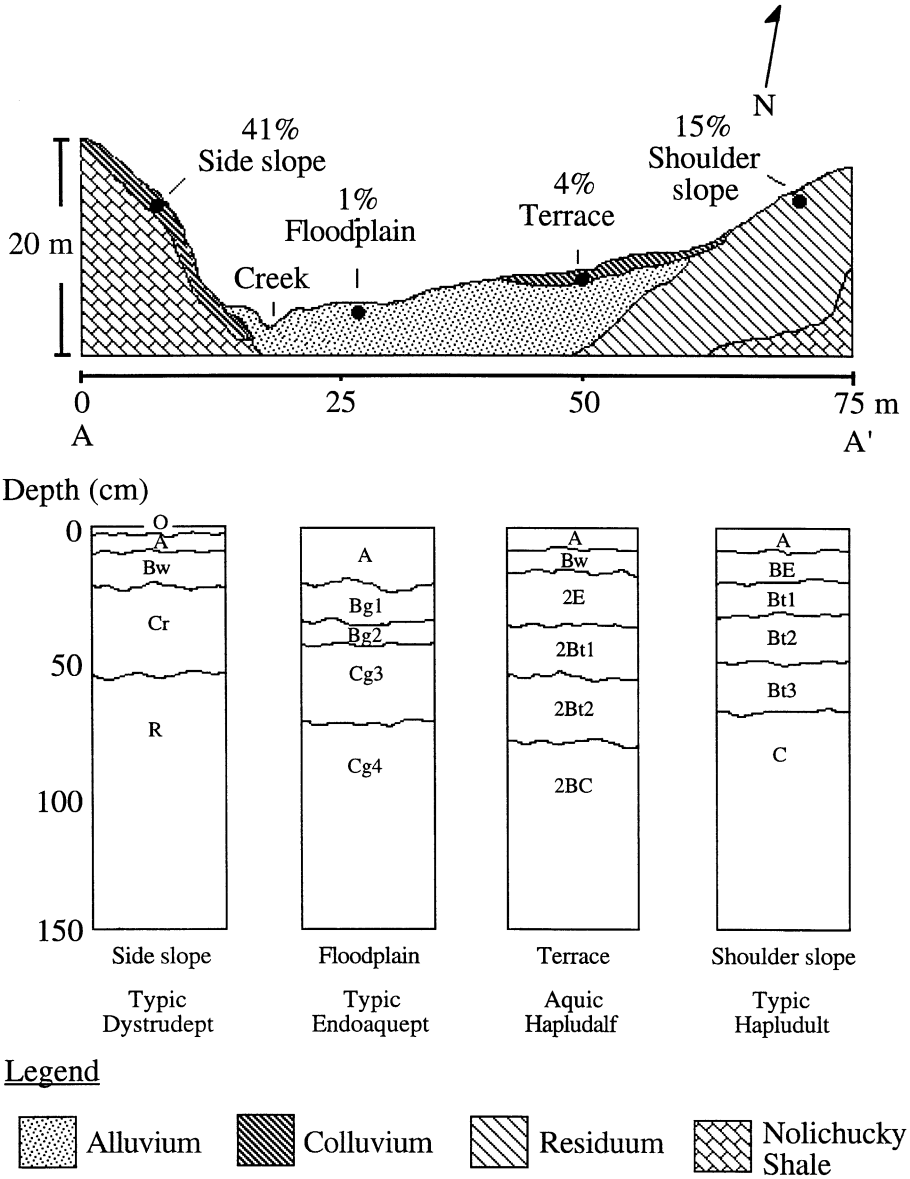 N
41%
Side slope
1%
Floodplain
4%
Terrace
15%
Shoulder
slope
20 m
Creek
0
25
50
75 m
A
A'
Depth (cm)
0
50
100
150
O
A
Bw
Cr
R
A
Bg1
Bg2
Cg3
Cg4
A
Bw
2E
2Bt1
2Bt2
2BC
A
BE
Bt1
Bt2
Bt3
C
Side slope
Floodplain
Terrace
Shoulder slope
Typic
Dystrudept
Typic
Endoaquept
Aquic
Hapludalf
Typic
Hapludult
Legend
Alluvium
Colluvium
Residuum
Nolichucky
Shale